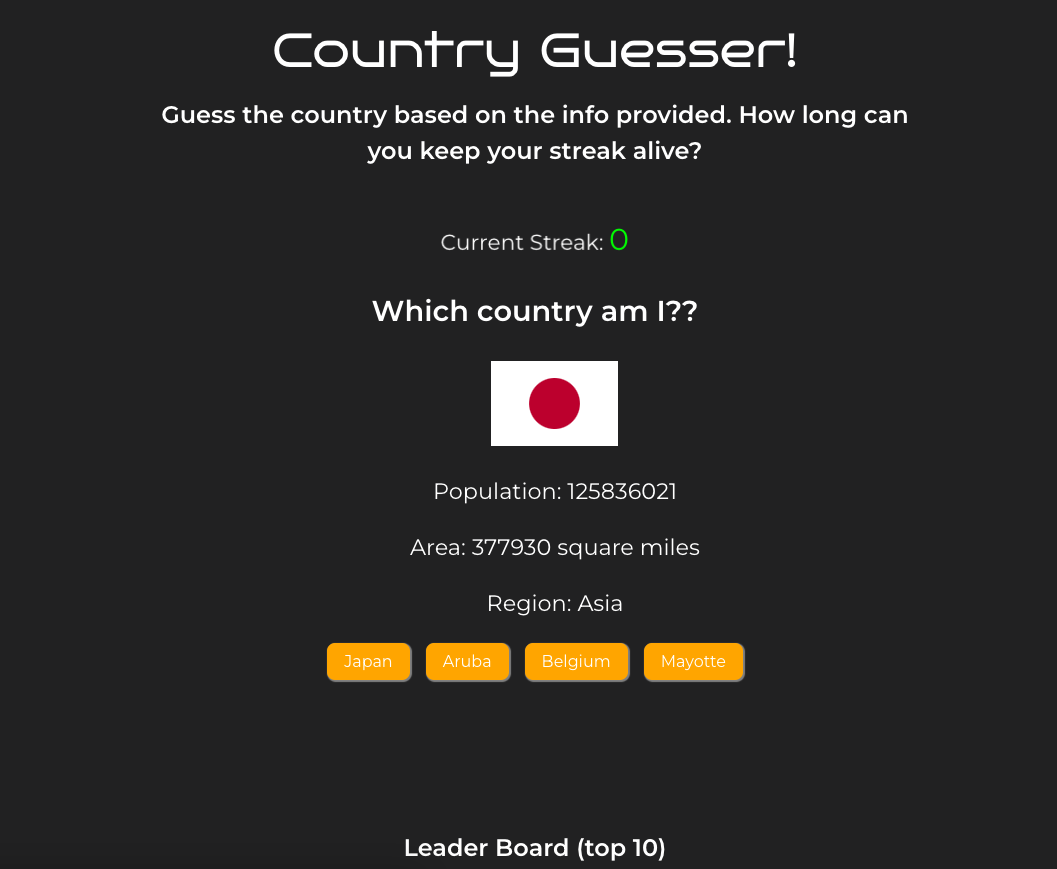 Country Guesser!
Guess the country based on the info provided. How long can
you keep your streak alive?
Current Streak: 0
Which country am I??
Population: 125836021
Area: 377930 square miles
Region: Asia
Japan Aruba Belgium Mayotte
Leader Board (top 10)